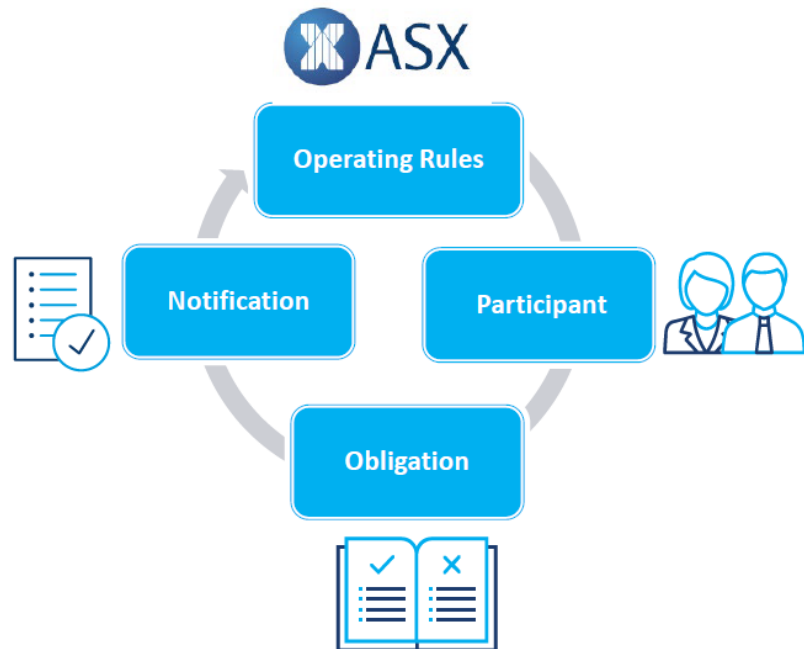 ASX
Operating Rules
Notification
Participant
Obligation